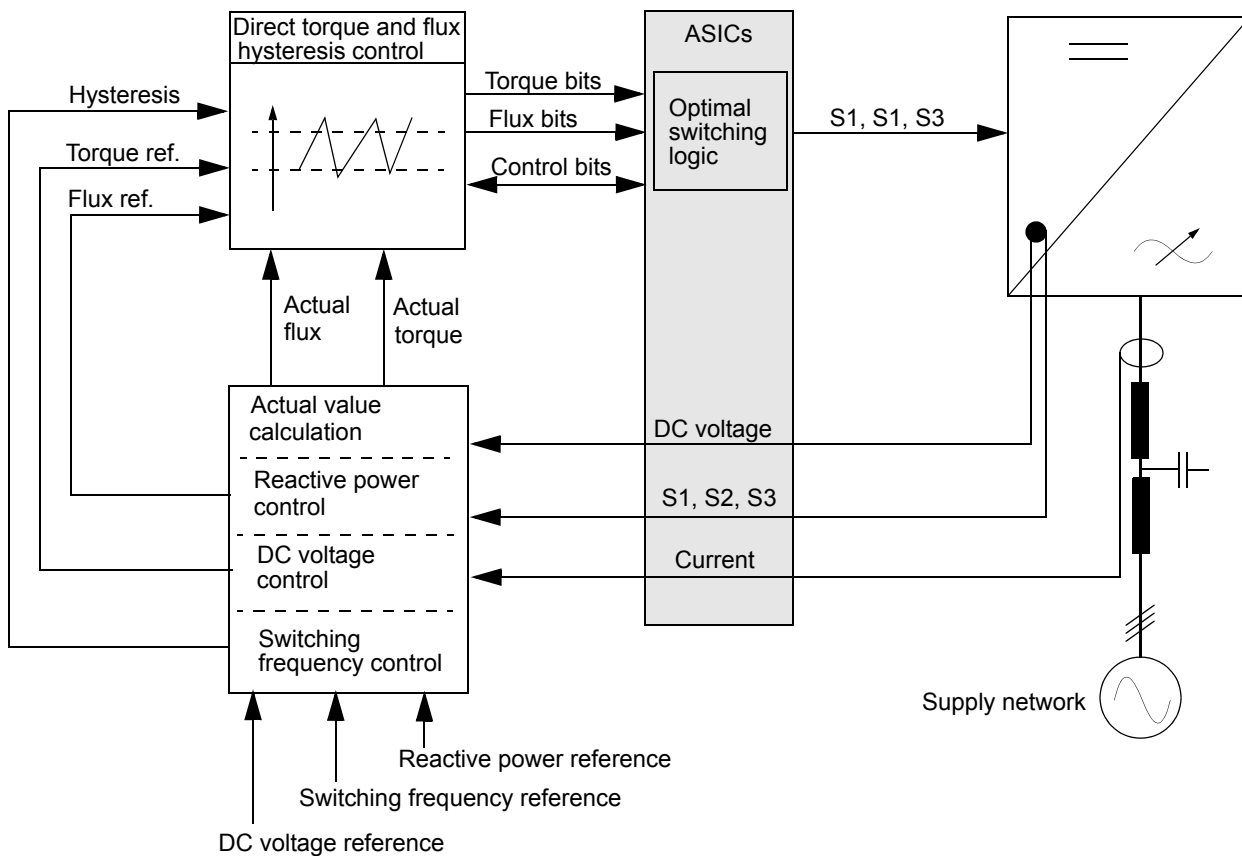 Direct torque and flux
hysteresis control
ASICs
Hysteresis
Torque ref.
Flux ref.
Torque bits
Flux bits
Control bits
Optimal
switching
logic
S1, S1, S3
Actual
flux
Actual
torque
Actual value
calculation
Reactive power
control
DC voltage
control
Switching
frequency control
DC voltage
S1, S2, S3
Current
Supply network
Reactive power reference
Switching frequency reference
DC voltage reference